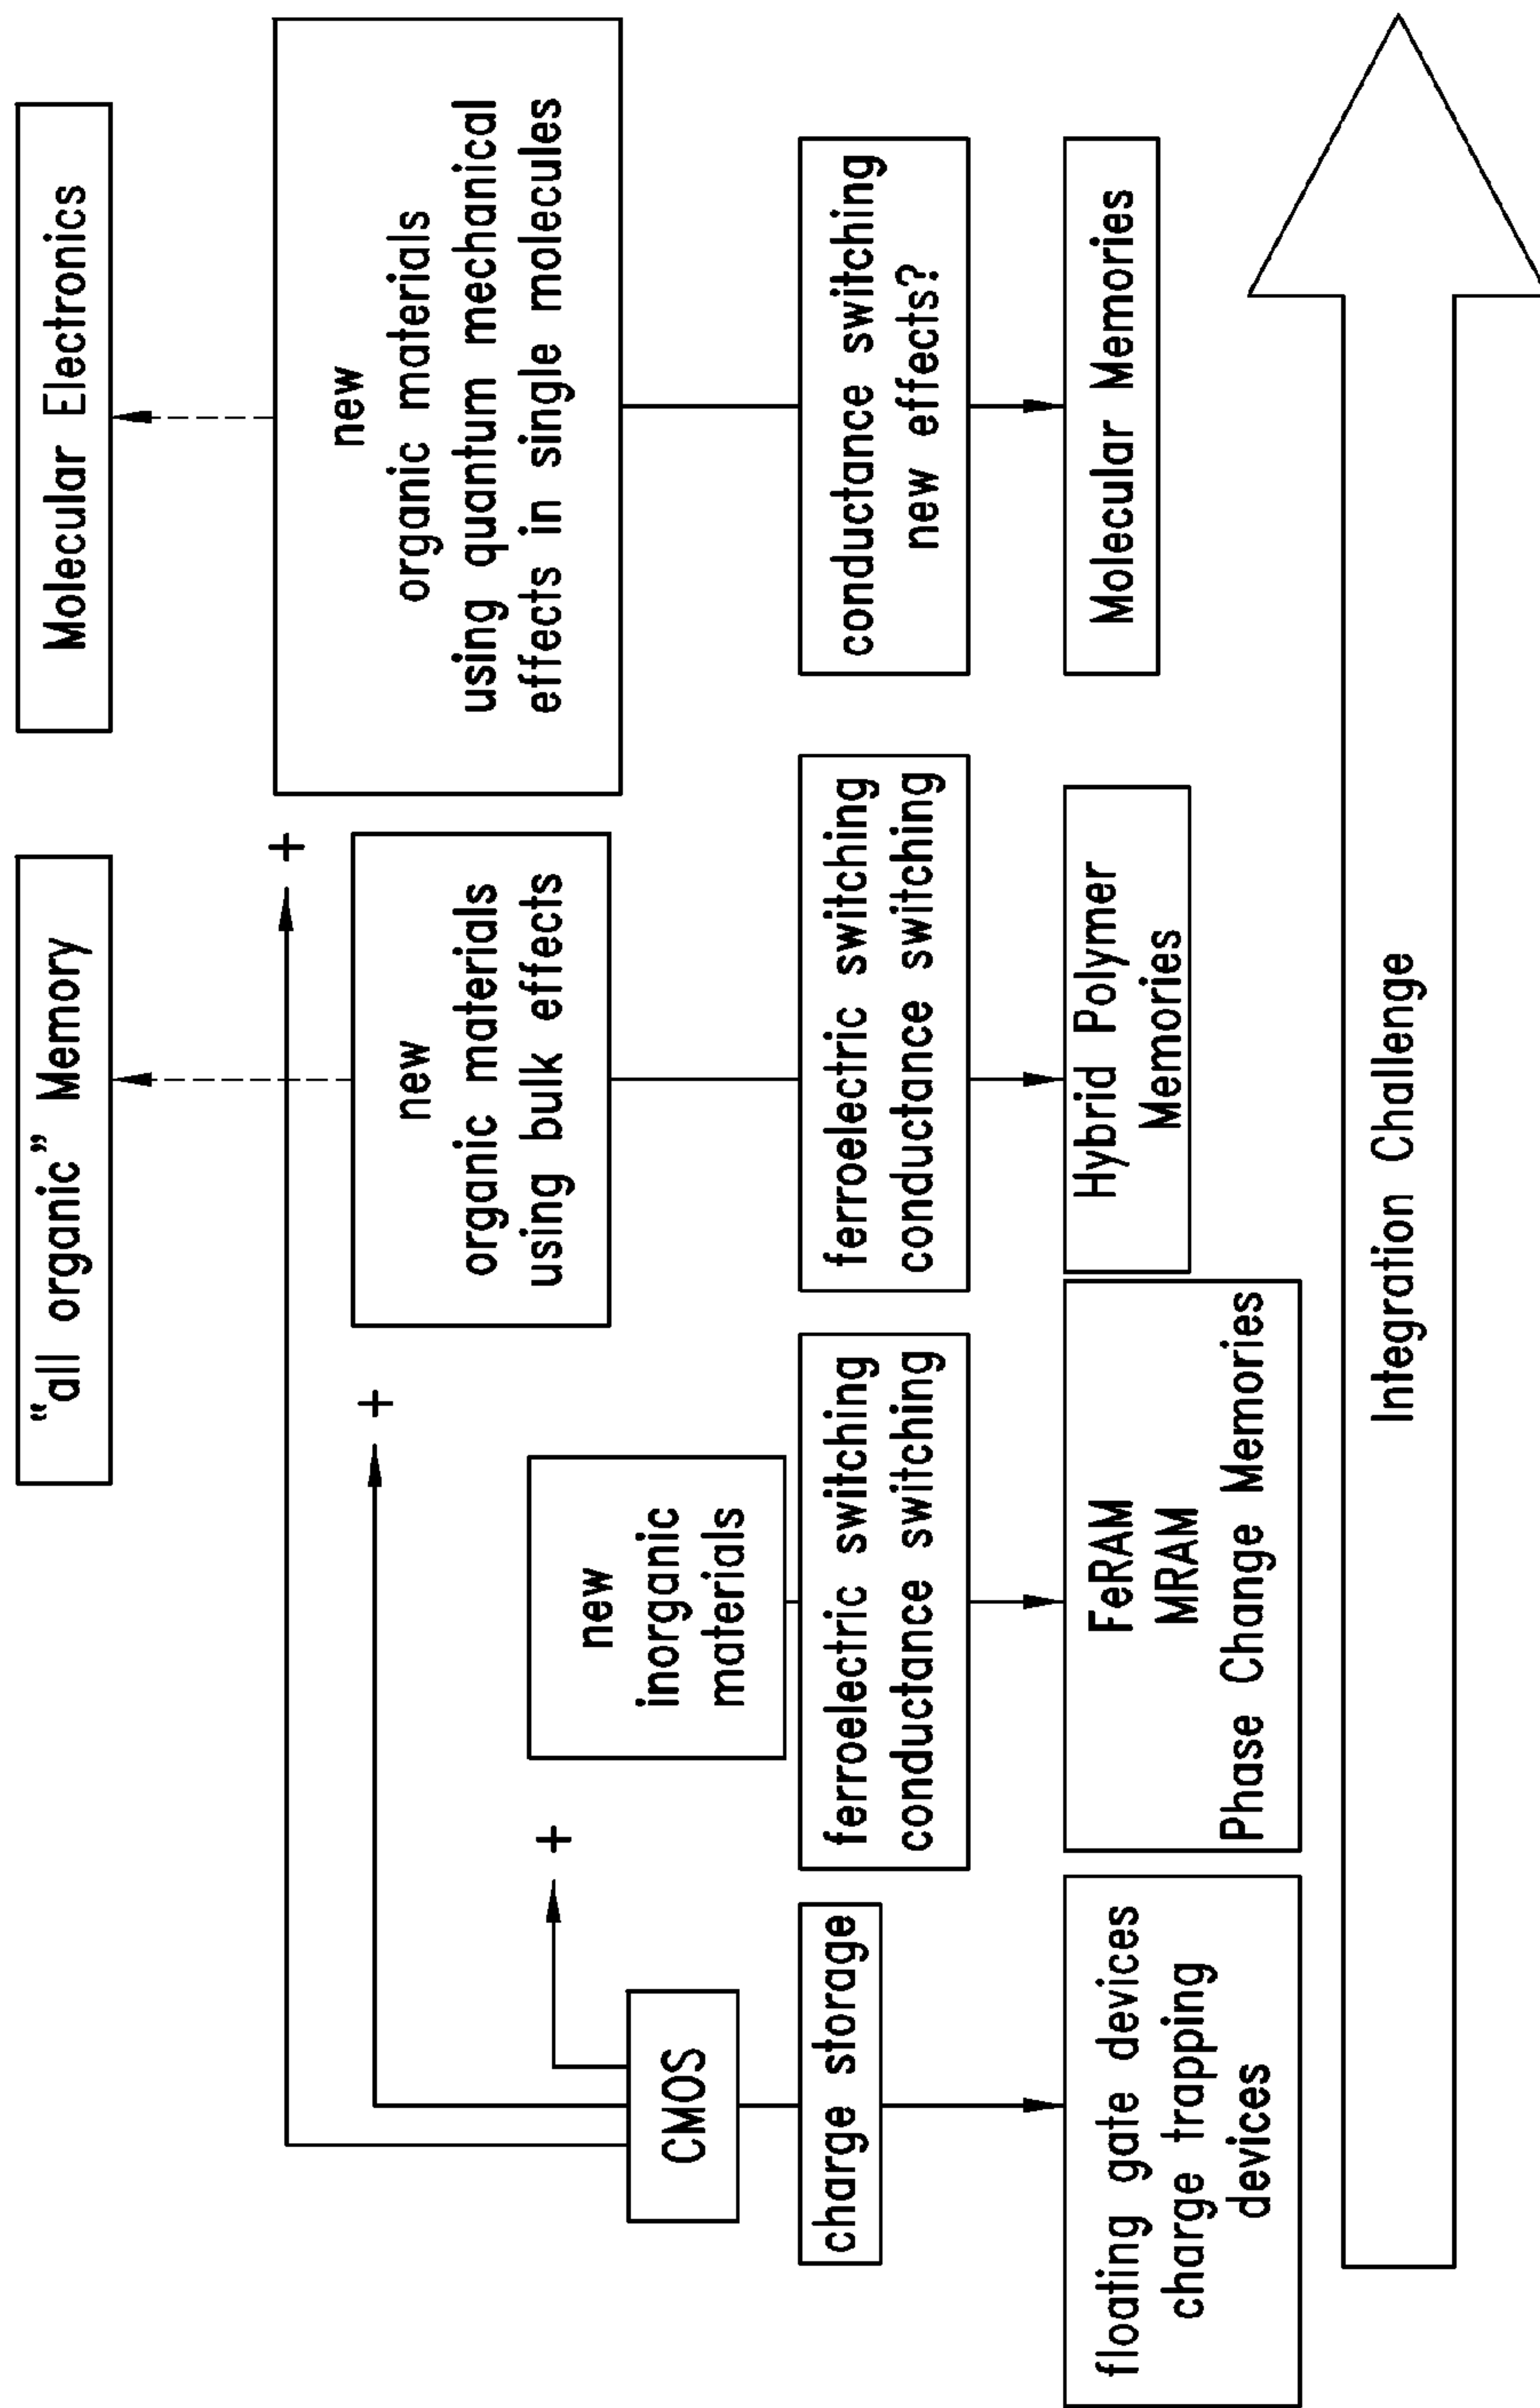 “all organic” Memory
Molecular Electronics
+
new
organic materials
using quantum mechanical
effects in single molecules
+
new
organic materials
using bulk effects
+
new
inorganic
materials
CMOS
charge storage
ferroelectric switching
conductance switching
ferroelectric switching
conductance switching
conductance switching
new effects?
floating gate devices
charge trapping
devices
FeRAM
MRAM
Phase Change Memories
Hybrid Polymer
Memories
Molecular Memories
Integration Challenge